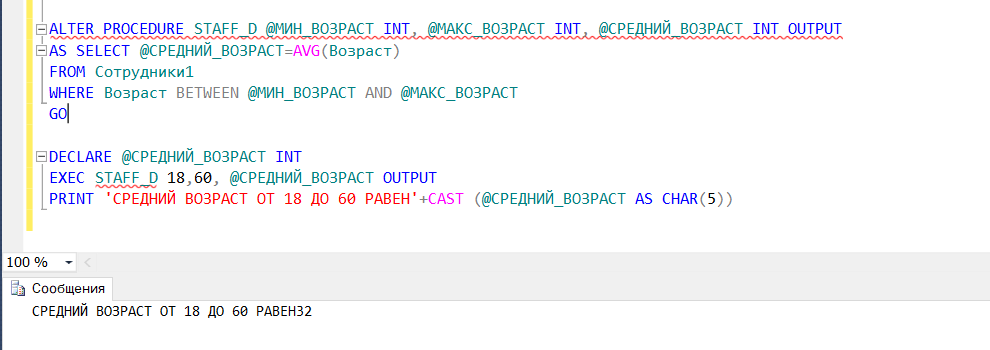 ALTER PROCEDURE STAFF_D @МИН_ВОЗРАСТ INT, @МАКС_ВОЗРАСТ INT, @СРЕДНИЙ_ВОЗРАСТ INT OUTPUT
AS SELECT @СРЕДНИЙ_ВОЗРАСТ=AVG(Возраст)
FROM Сотрудники1
WHERE Возраст BETWEEN @МИН_ВОЗРАСТ AND @МАКС_ВОЗРАСТ
GO
DECLARE @СРЕДНИЙ_ВОЗРАСТ INT
EXEC STAFF_D 18,60, @СРЕДНИЙ_ВОЗРАСТ OUTPUT
PRINT 'СРЕДНИЙ ВОЗРАСТ ОТ 18 ДО 60 РАВЕН'+CAST (@СРЕДНИЙ_ВОЗРАСТ AS CHAR(5))
100 %
Сообщения
СРЕДНИЙ ВОЗРАСТ ОТ 18 ДО 60 РАВЕН32